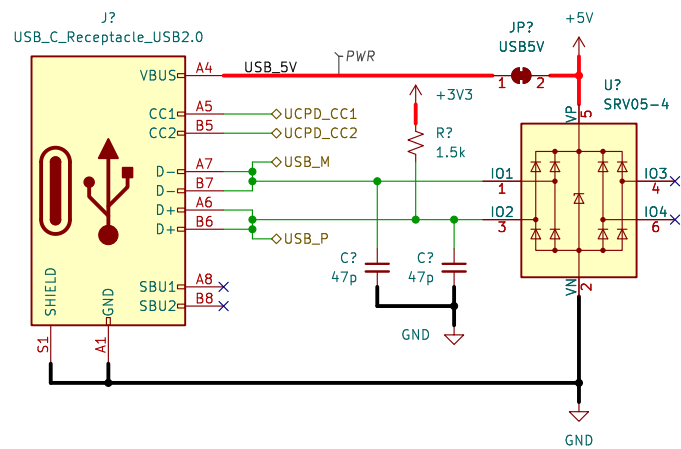 J?
USB_C_Receptacle_USB2.0
VBUS
A4
USB_5V
PWR
JP?
USB5V
1
2
+5V
U?
SRV05-4
VP
5
CC1
A5
UCPD_CC1
CC2
B5
UCPD_CC2
+3V3
R?
1.5k
D-
A7
USB_M
D-
B7
D+
A6
D+
B6
USB_P
IO1
1
IO2
3
IO3
4
IO4
6
C?
47p
C?
47p
SBU1
A8
SBU2
B8
SHIELD
GND
S1
A1
VN
2
GND
GND